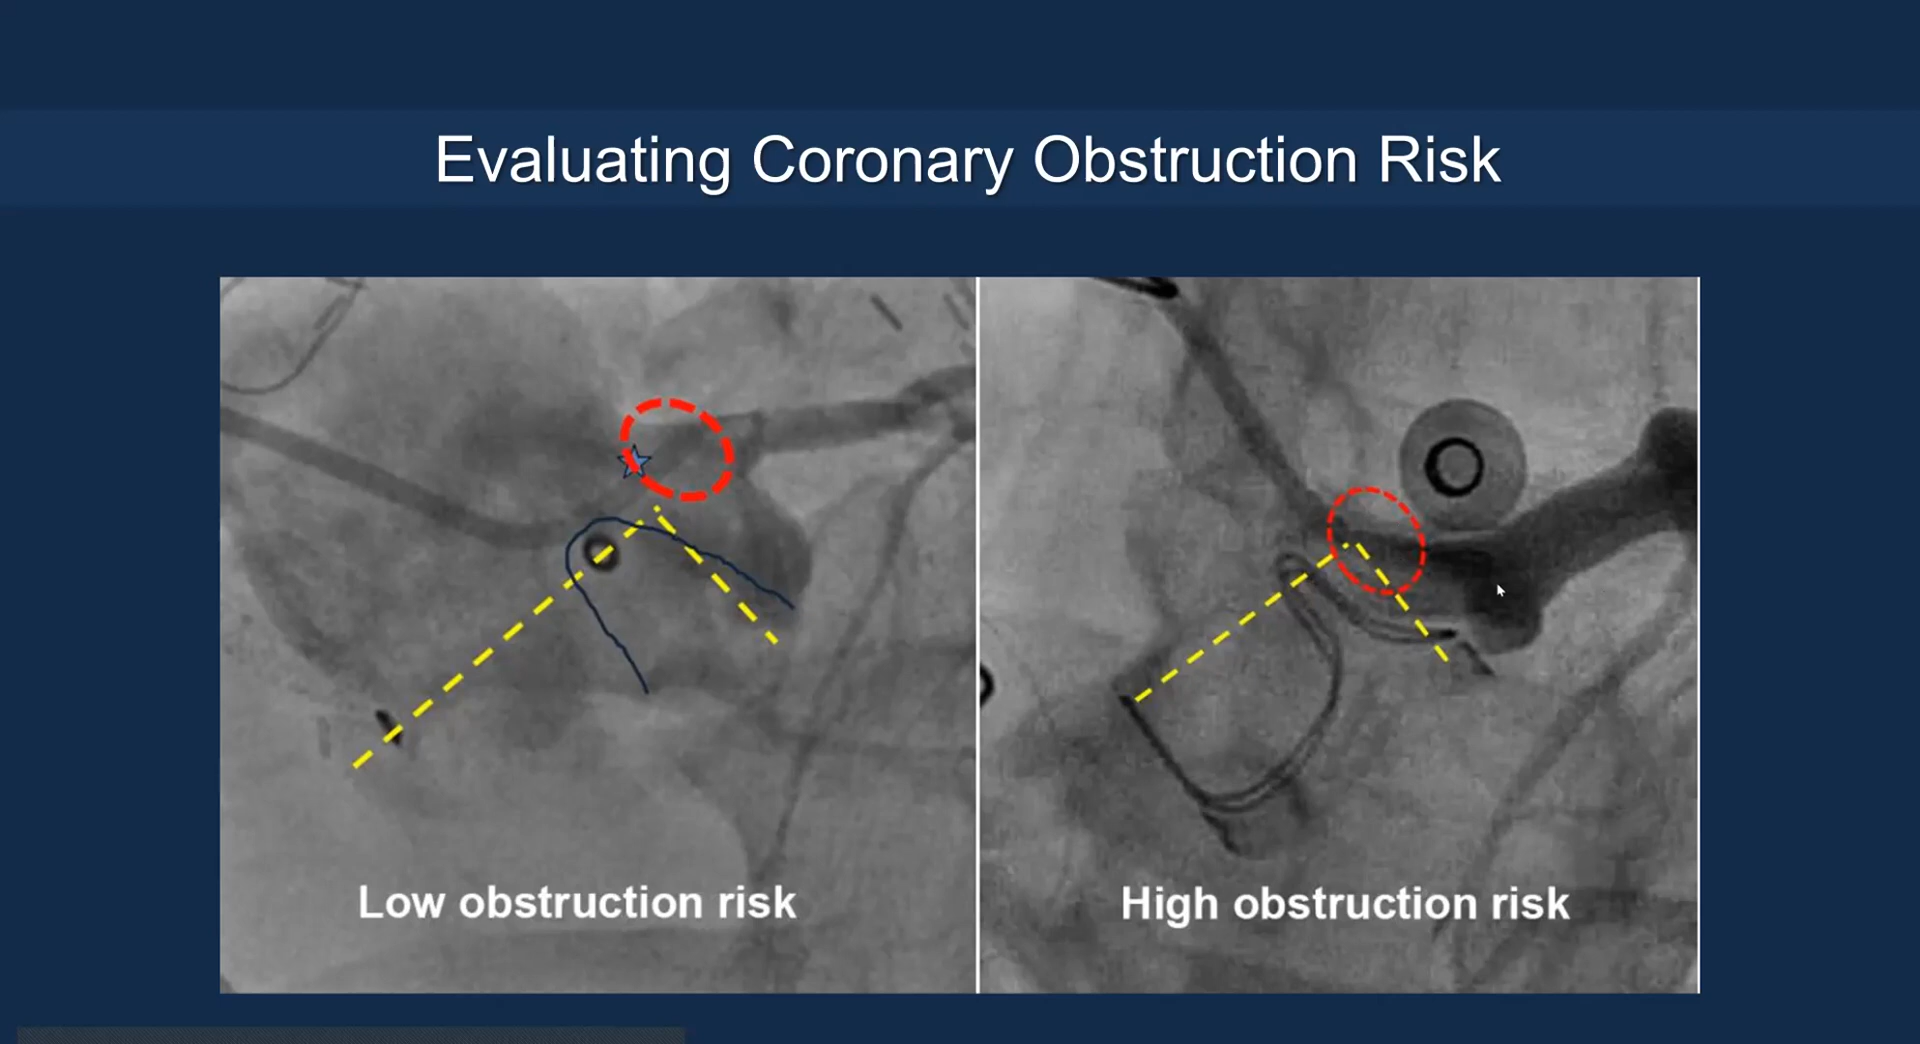 Evaluating Coronary Obstruction Risk
Low obstruction risk
High obstruction risk